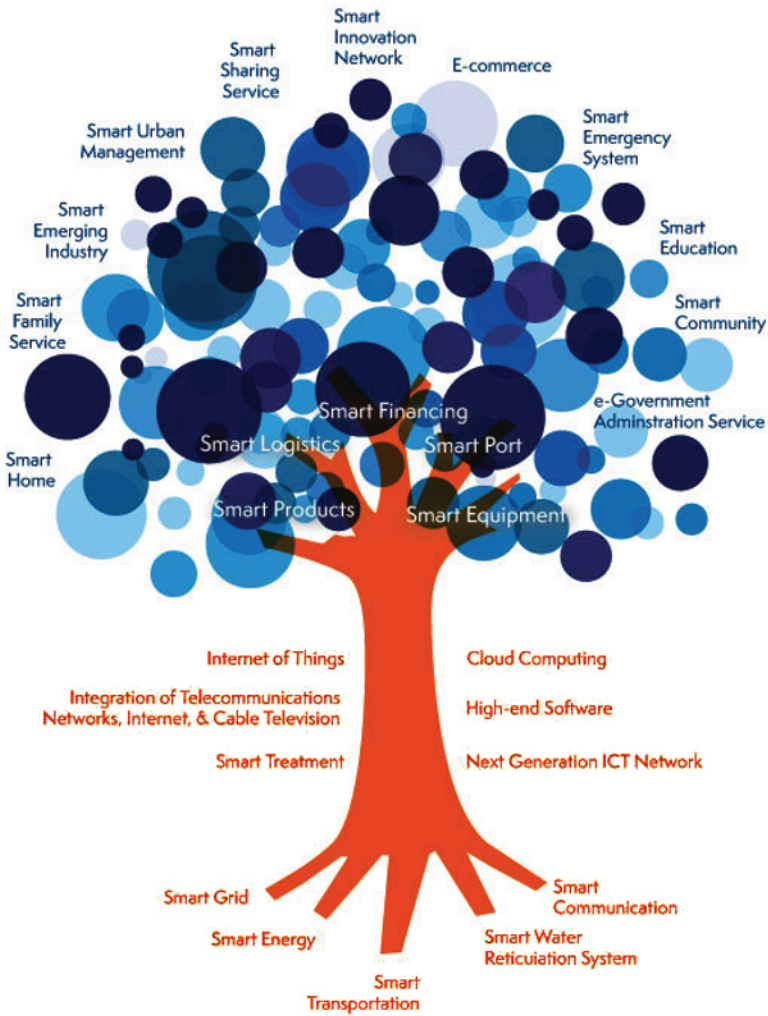 Smart
Innovation
Network
Smart
Sharing
Service
E-commerce
Smart Urban
Management
Smart
Emergency
System
Smart
Emerging
Industry
Smart
Education
Smart
Family
Service
Smart
Community
e-Government
Adminstration Service
Smart Financing
Smart Logistics
Smart Port
Smart
Home
Smart Products
Smart Equipment
Internet of Things
Cloud Computing
Integration of Telecommunications
Networks, Internet, & Cable Television
High-end Software
Smart Treatment
Next Generation ICT Network
Smart Grid
Smart
Communication
Smart Energy
Smart Water
Reticuiation System
Smart
Transportation